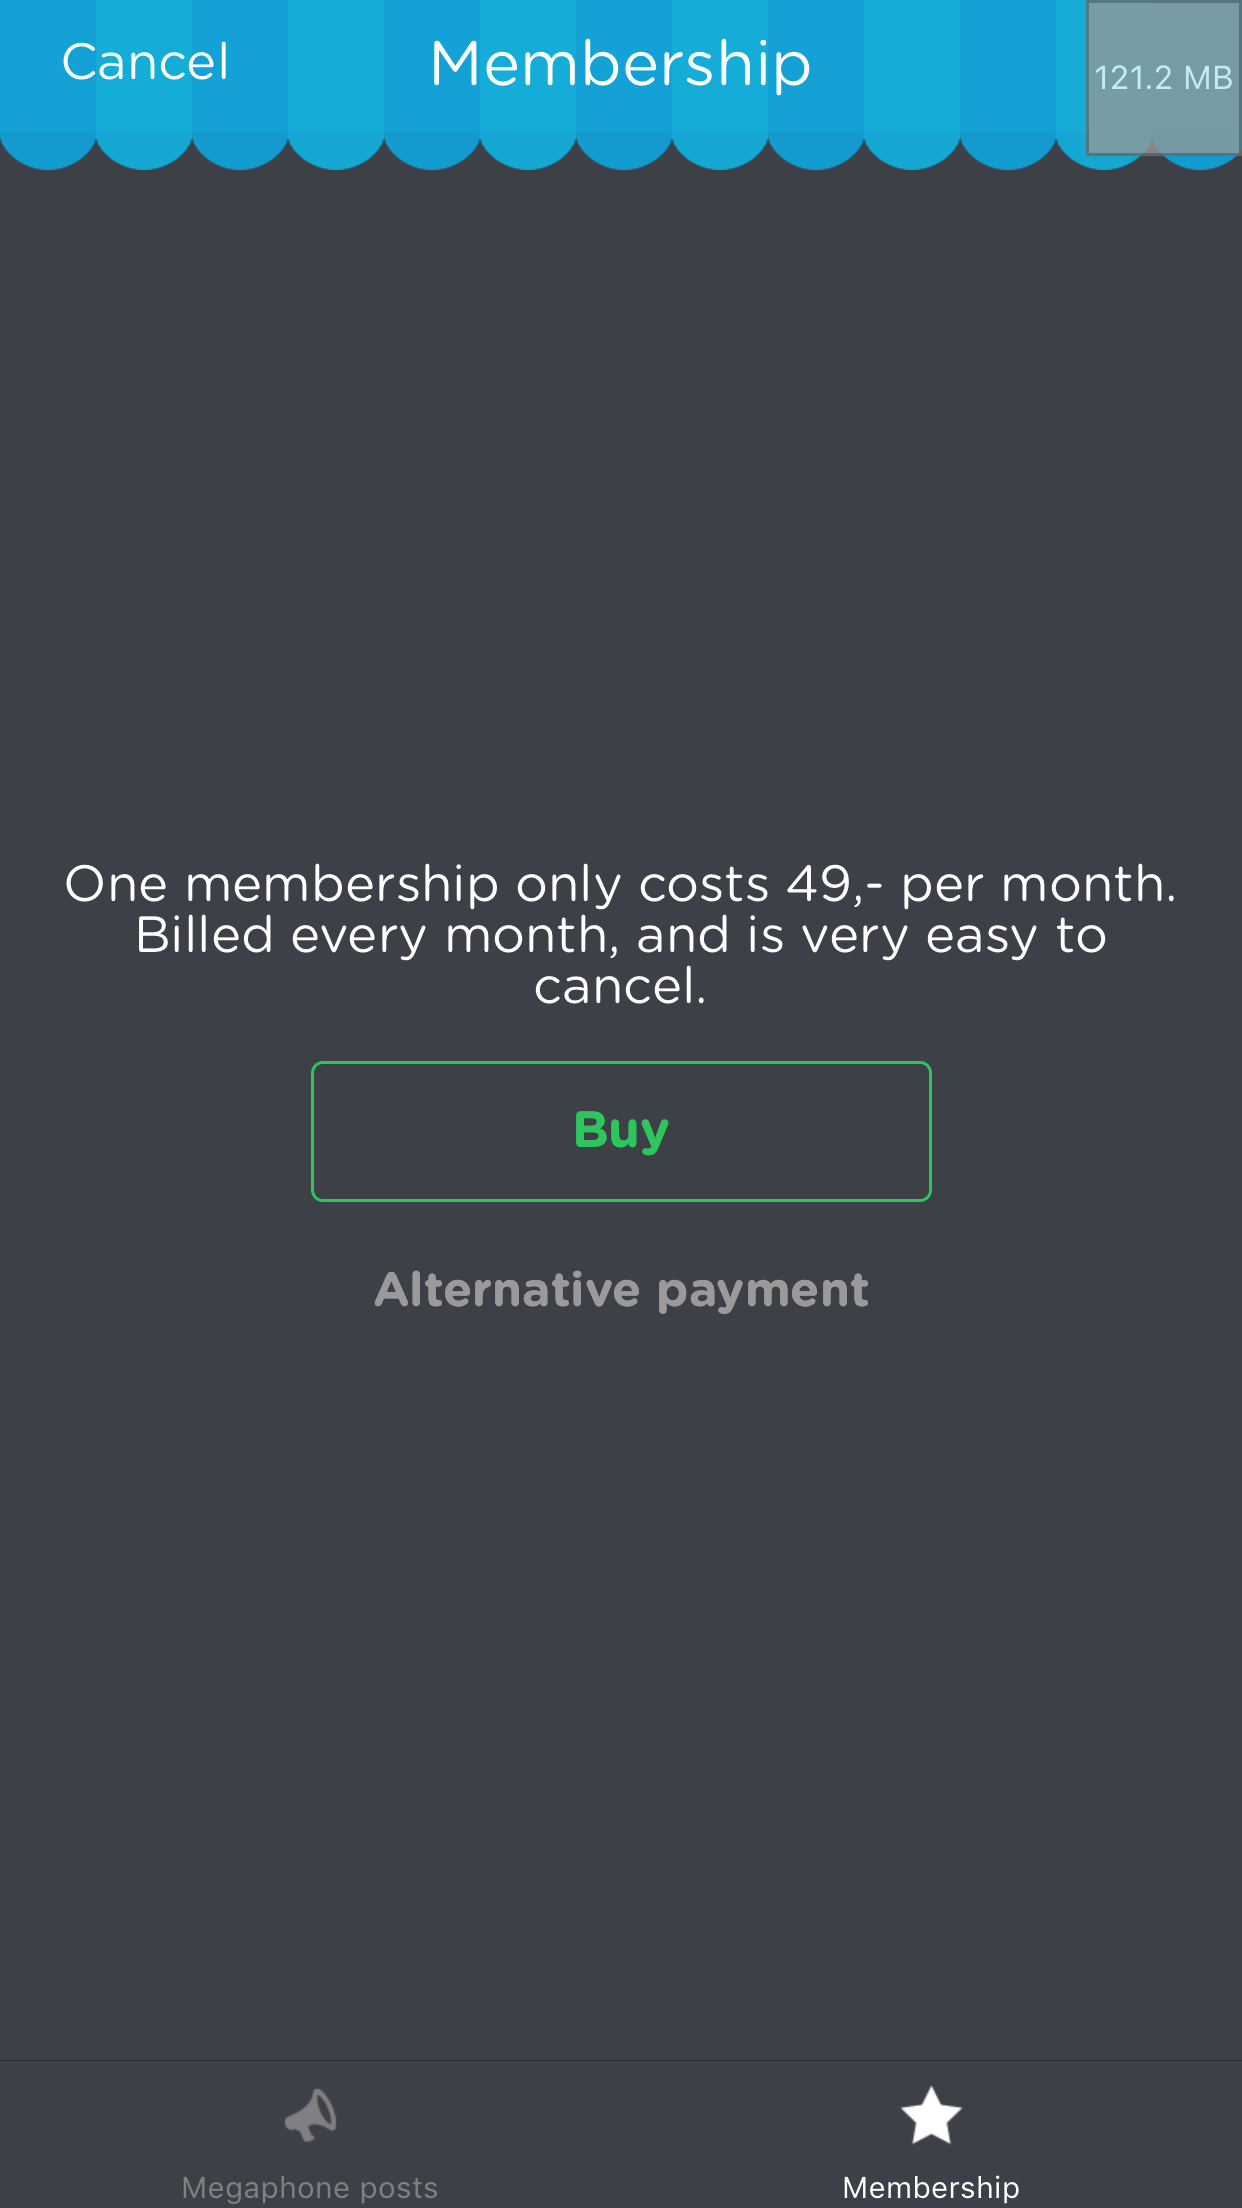 Cancel
Membership
121.2 MB
One membership only costs 49,- per month.
Billed every month, and is very easy to
cancel.
Buy
Alternative payment
Megaphone posts
Membership